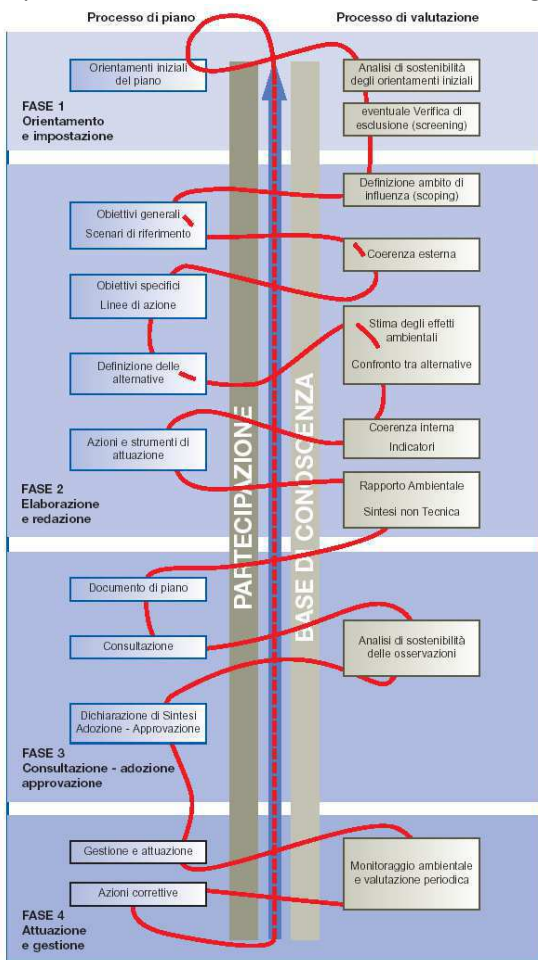 Processo di piano
Processo di valutazione
Orientamenti iniziali
del piano
Analisi di sostenibilità
degli orientamenti iniziali
FASE 1
Orientamento
e impostazione
eventuale Verifica di
esclusione (screening)
Definizione ambito di
influenza (scoping)
Obiettivi generali
Scenari di riferimento
Coerenza esterna
Obiettivi specifici
Linee di azione
Stima degli effetti
ambientali
Confronto tra alternative
Definizione delle
alternative
PARTECIPAZIONE
BASE DI CONOSCENZA
Azioni e strumenti di
attuazione
Coerenza interna
Indicatori
FASE 2
Elaborazione
e redazione
Rapporto Ambientale
Sintesi non Tecnica
Documento di piano
Consultazione
Analisi di sostenibilità
delle osservazioni
Dichiarazione di Sintesi
Adozione - Approvazione
FASE 3
Consultazione - adozione
approvazione
Gestione e attuazione
Monitoraggio ambientale
e valutazione periodica
Azioni correttive
FASE 4
Attuazione
e gestione